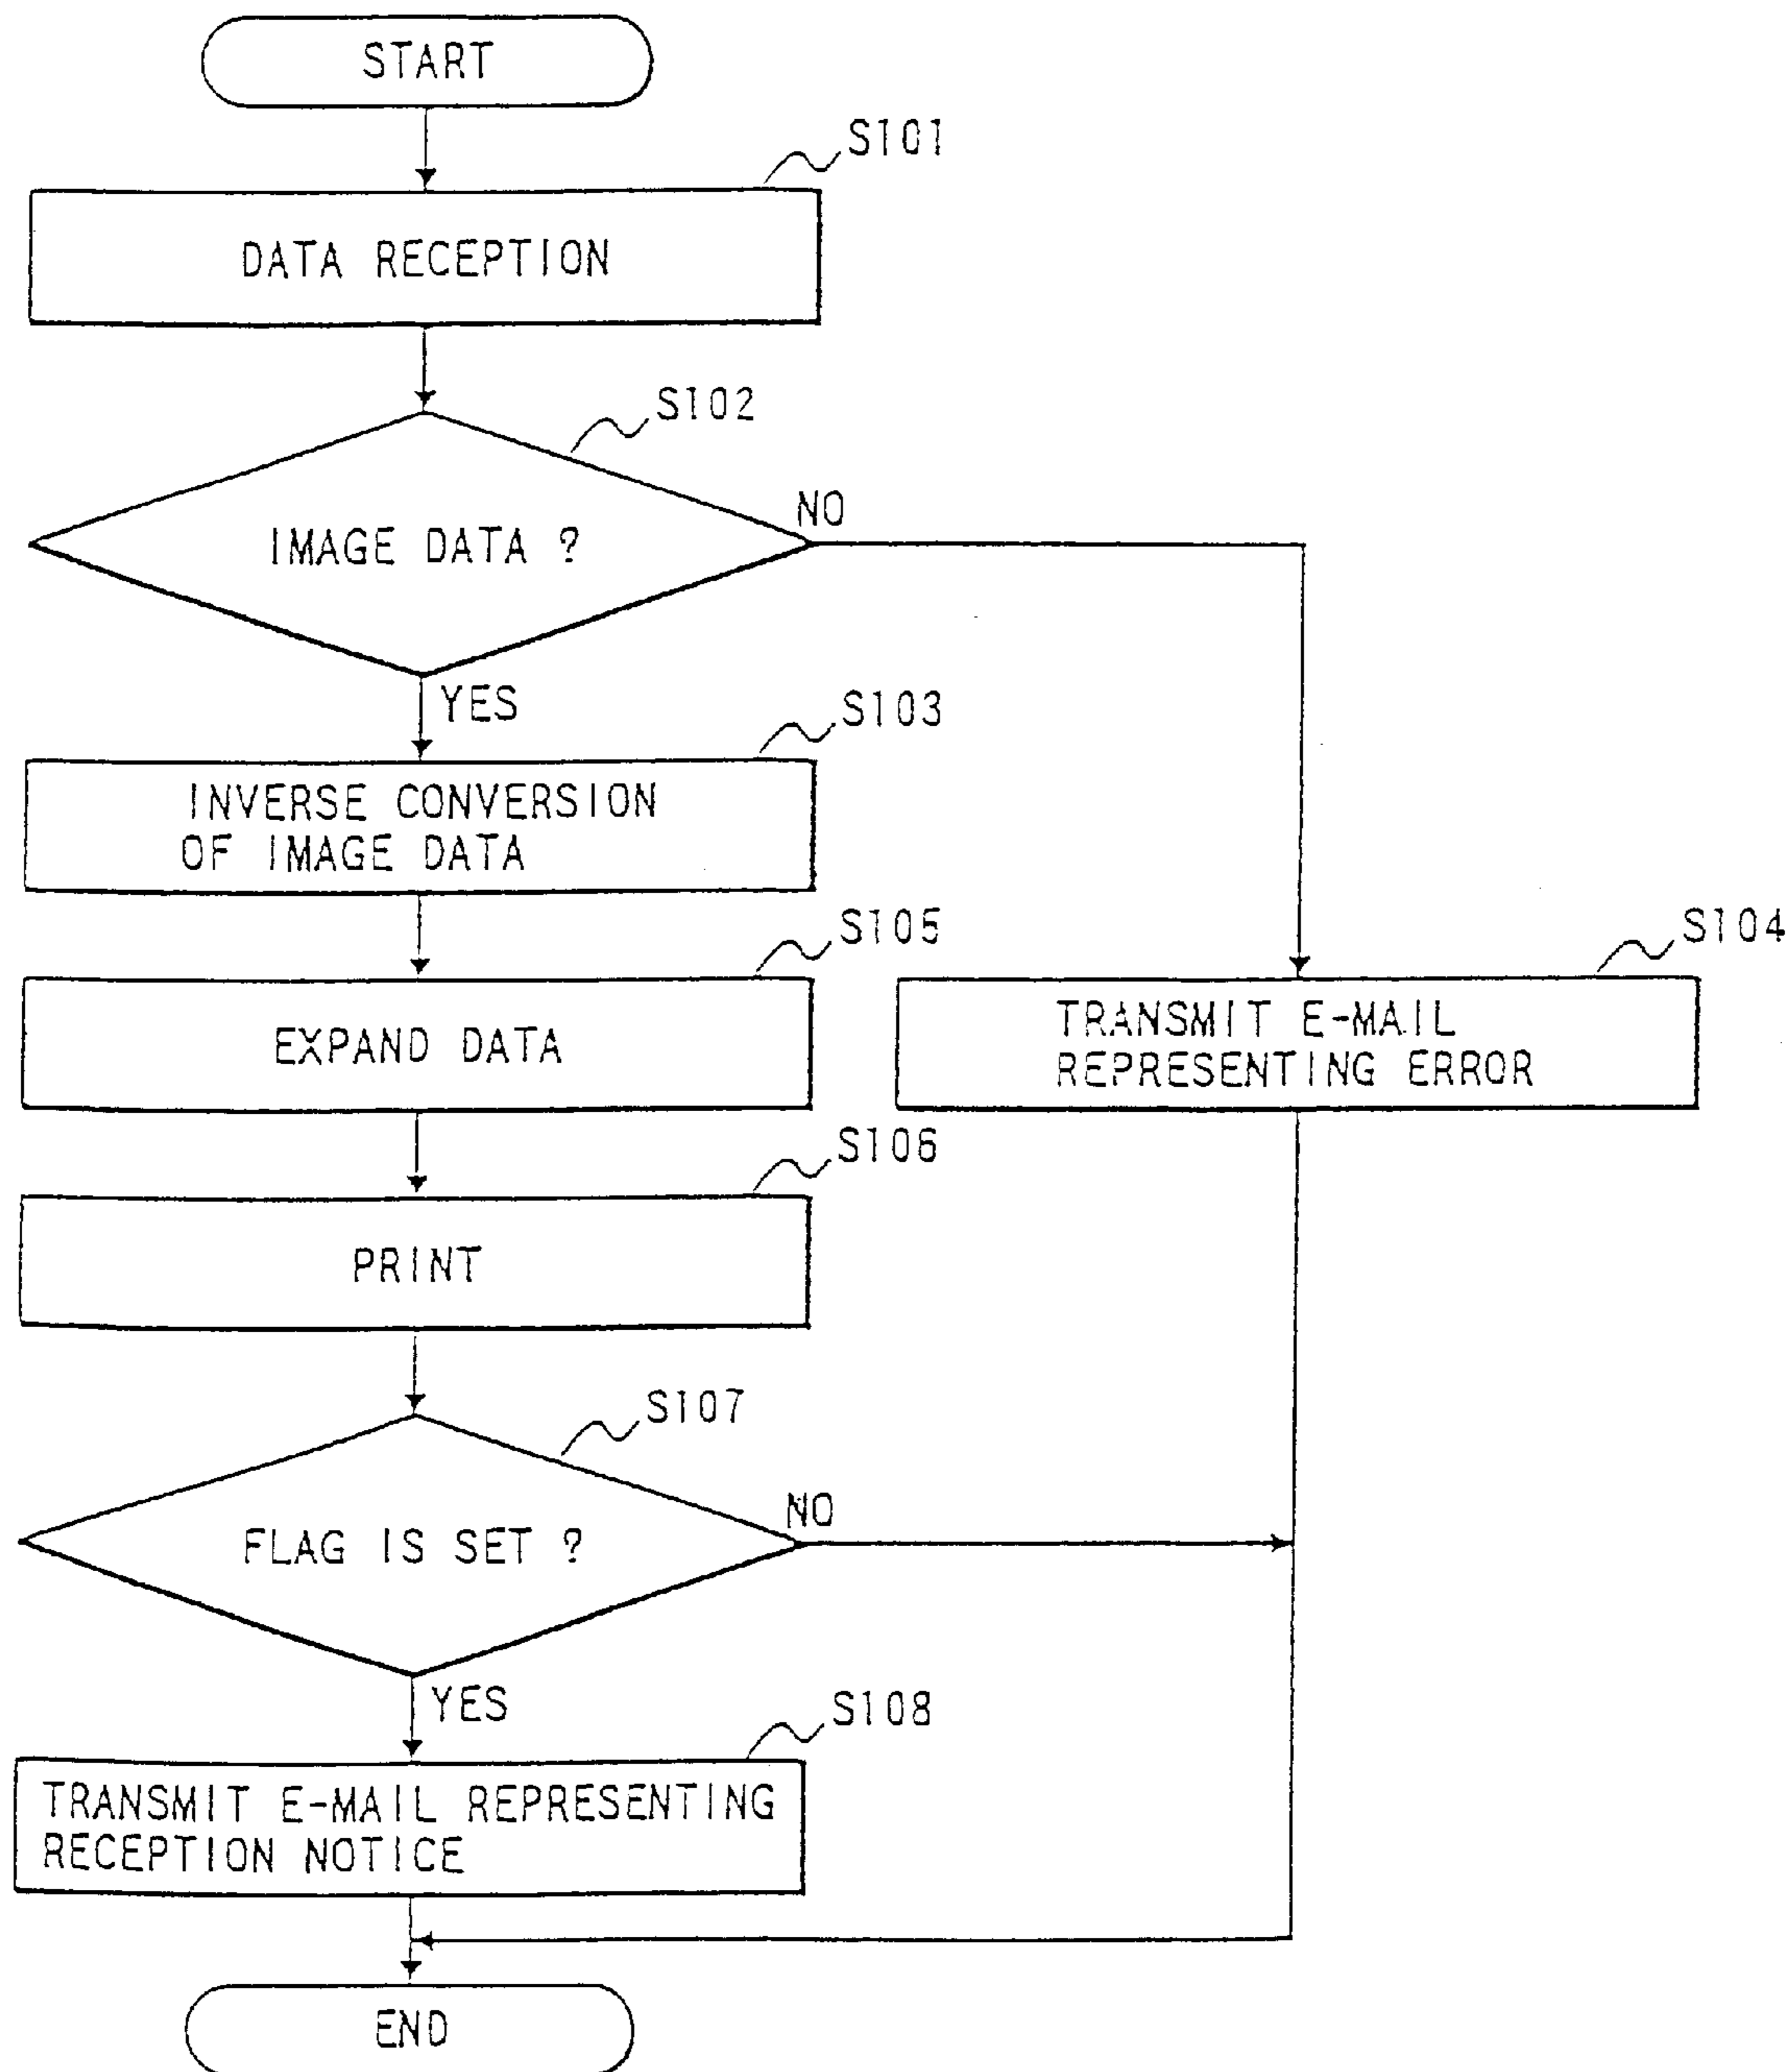 START
S101
DATA RECEPTION
S102
IMAGE DATA ?
NO
YES
S103
INVERSE CONVERSION
OF IMAGE DATA
S105
EXPAND DATA
S104
TRANSMIT E-MAIL
REPRESENTING ERROR
S106
PRINT
S107
FLAG IS SET ?
NO
YES
S108
TRANSMIT E-MAIL REPRESENTING
RECEPTION NOTICE
END